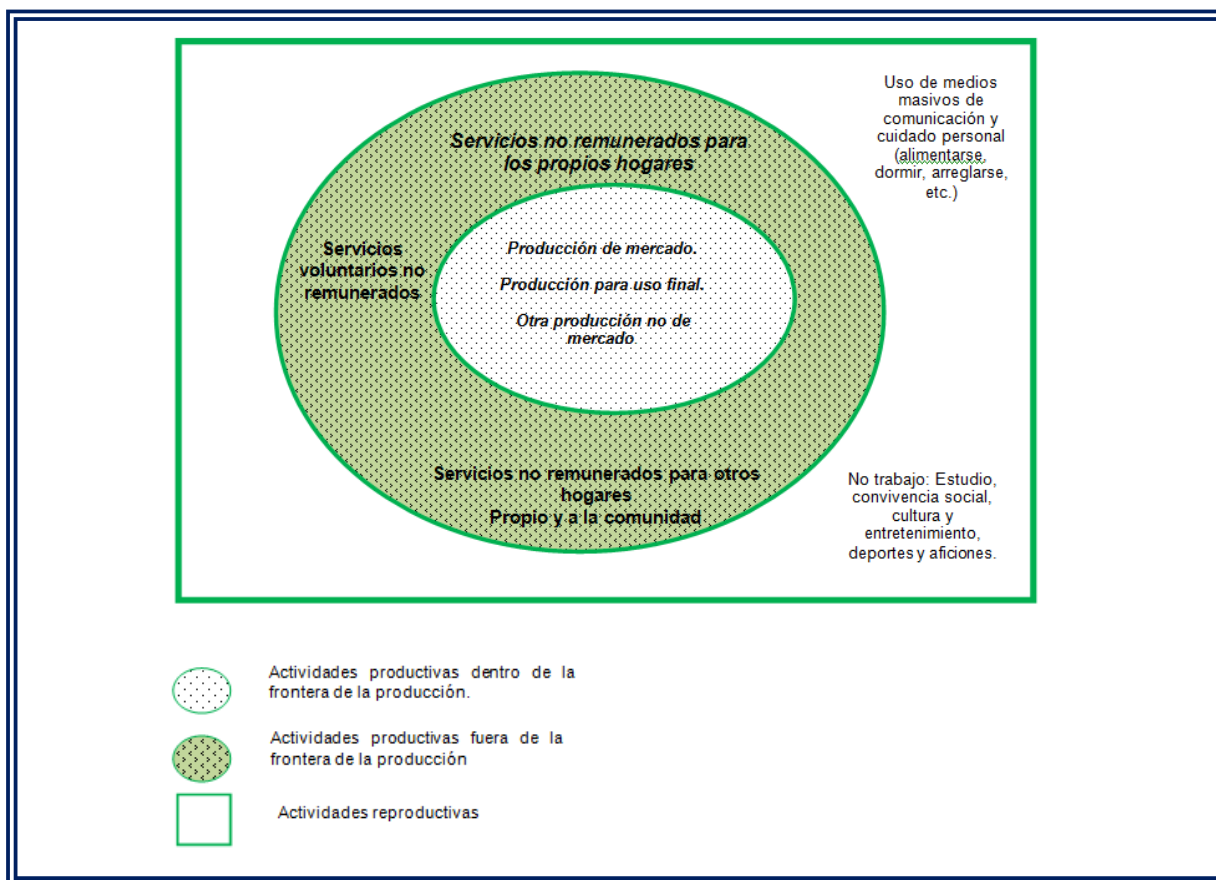 Uso de medios
masivos de
comunicación y
cuidado personal
(alimentarse,
dormir, arreglarse,
etc.)
Servicios no remunerados para
los propios hogares
Servicios
voluntarios no
remunerados
Producción de mercado.
Producción para uso final.
Otra producción no de
mercado
Servicios no remunerados para otros
hogares
Propio y a la comunidad
No trabajo: Estudio,
convivencia social,
cultura y
entretenimiento,
deportes y aficiones.
Actividades productivas dentro de la
frontera de la producción.
Actividades productivas fuera de la
frontera de la producción
Actividades reproductivas